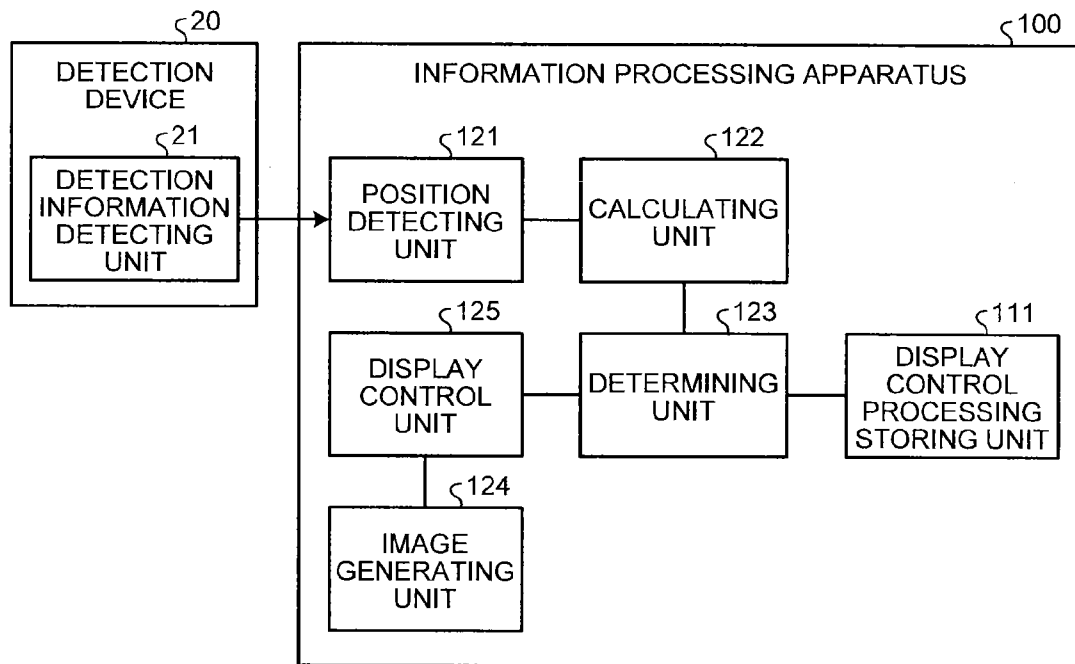 20
DETECTION
DEVICE
21
DETECTION
INFORMATION
DETECTING
UNIT
100
INFORMATION PROCESSING APPARATUS
121
POSITION
DETECTING
UNIT
122
CALCULATING
UNIT
125
DISPLAY
CONTROL
UNIT
123
DETERMINING
UNIT
111
DISPLAY
CONTROL
PROCESSING
STORING UNIT
124
IMAGE
GENERATING
UNIT